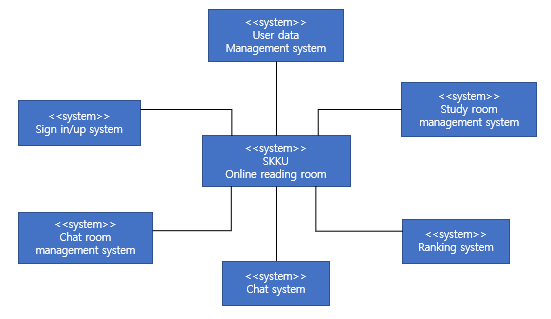 <<system>>
User data
Management system
<<system>>
Sign in/up system
<<system>>
Study room
management system
<<system>>
SKKU
Online reading room
<<system>>
Chat room
management system
<<system>>
Ranking system
<<system>>
Chat system